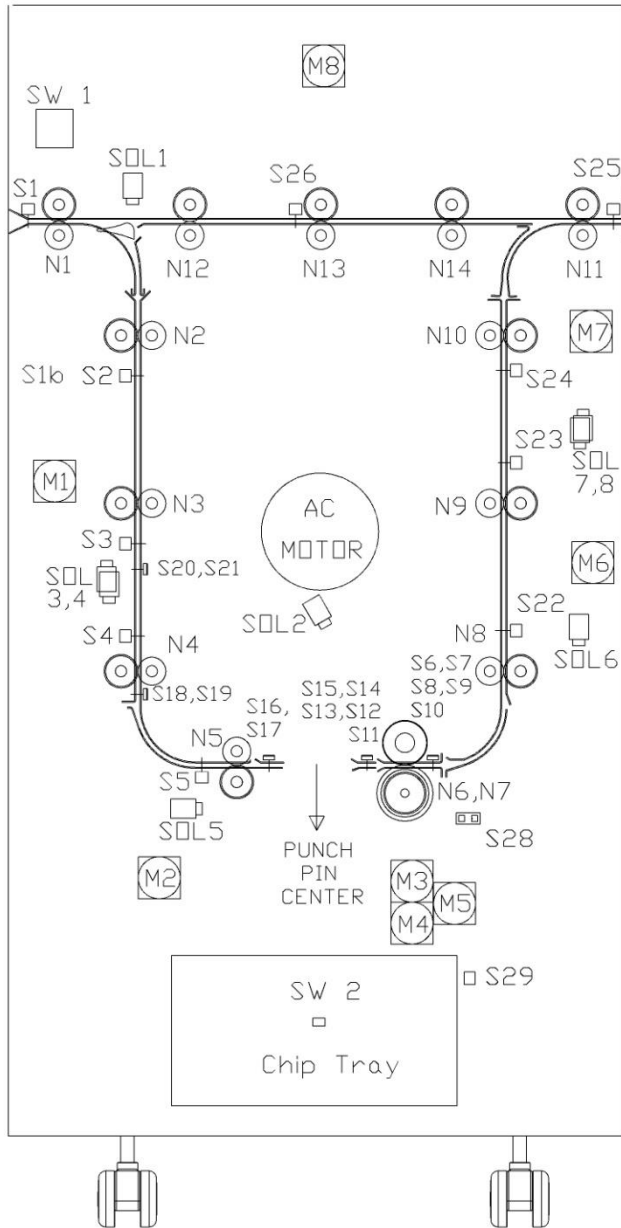 M8
SW 1
SOL1
S1
S26
S25
N1
N12
N13
N14
N11
N2
N10
M7
S1b
S2
S24
S23
SOL
7,8
M1
N3
AC
MOTOR
N9
S3
S20,S21
SOL
3,4
M6
SOL2
S4
N4
N8
S22
SOL6
S18,S19
S16,
S17
S15,S14
S13,S12
S11
S6,S7
S8,S9
S10
N5
S5
N6,N7
SOL5
S28
PUNCH
PIN
CENTER
M2
M3
M5
M4
S29
SW 2
Chip Tray